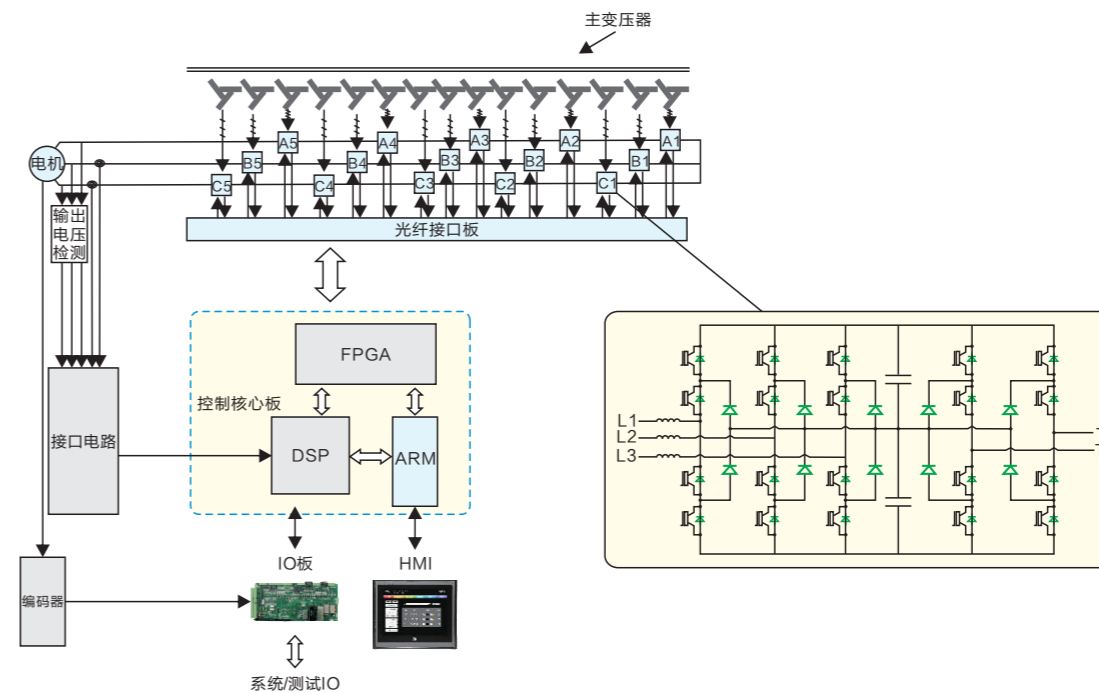 主变压器
A5
A4
A3
A2
A1
电机
B5
B4
B3
B2
B1
C5
C4
C3
C2
C1
输出
电压
检测
光纤接口板
FPGA
控制核心板
接口电路
DSP
ARM
L1
L2
L3
IO板
HMI
编码器
系统/测试IO